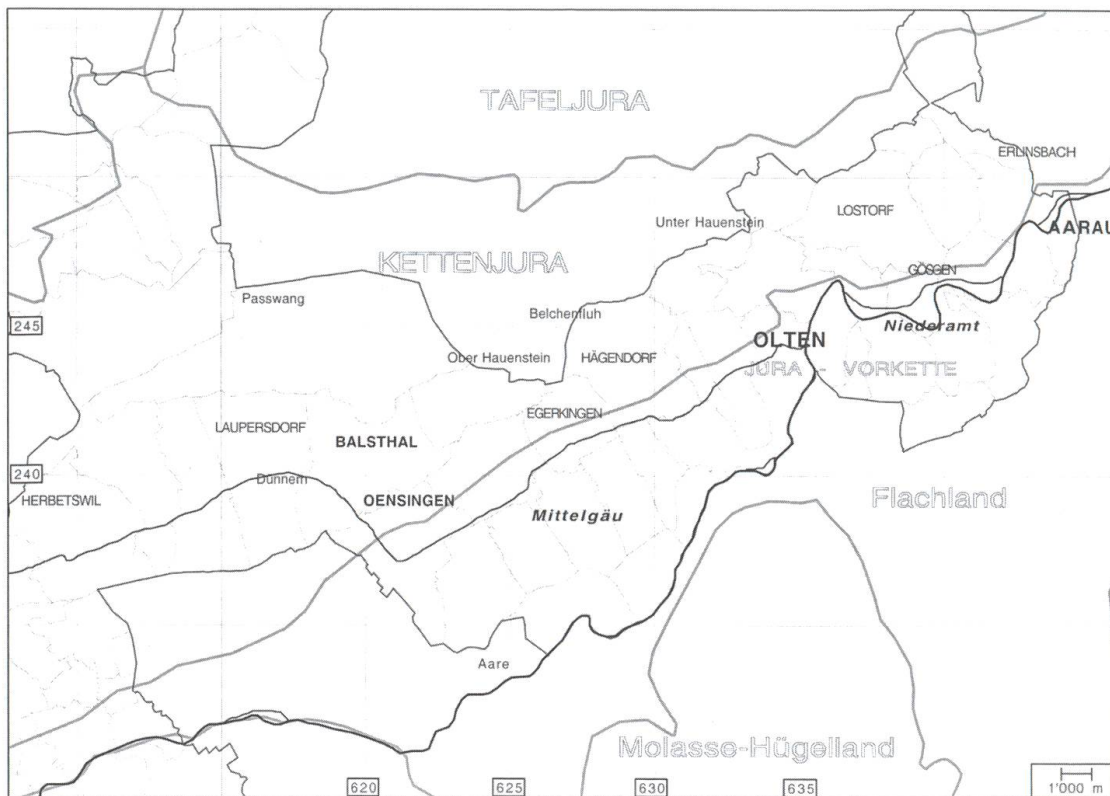 TAFELJURA
ERLINSBACH
LOSTORF
Unter Hauenstein
AARAU
KETTENJURA
GÖSGEN
Passwang
Belchenfluh
245
Niederamt
OLTEN
Ober Hauenstein
HÄGENDORF
JURA - VORKETTE
EGERKINGEN
LAUPERSDORF
BALSTHAL
240
Dünnern
HERBETSWIL
OENSINGEN
Flachland
Mittelgäu
Aare
Molasse-Hügelland
620
625
630
635
1'000 m